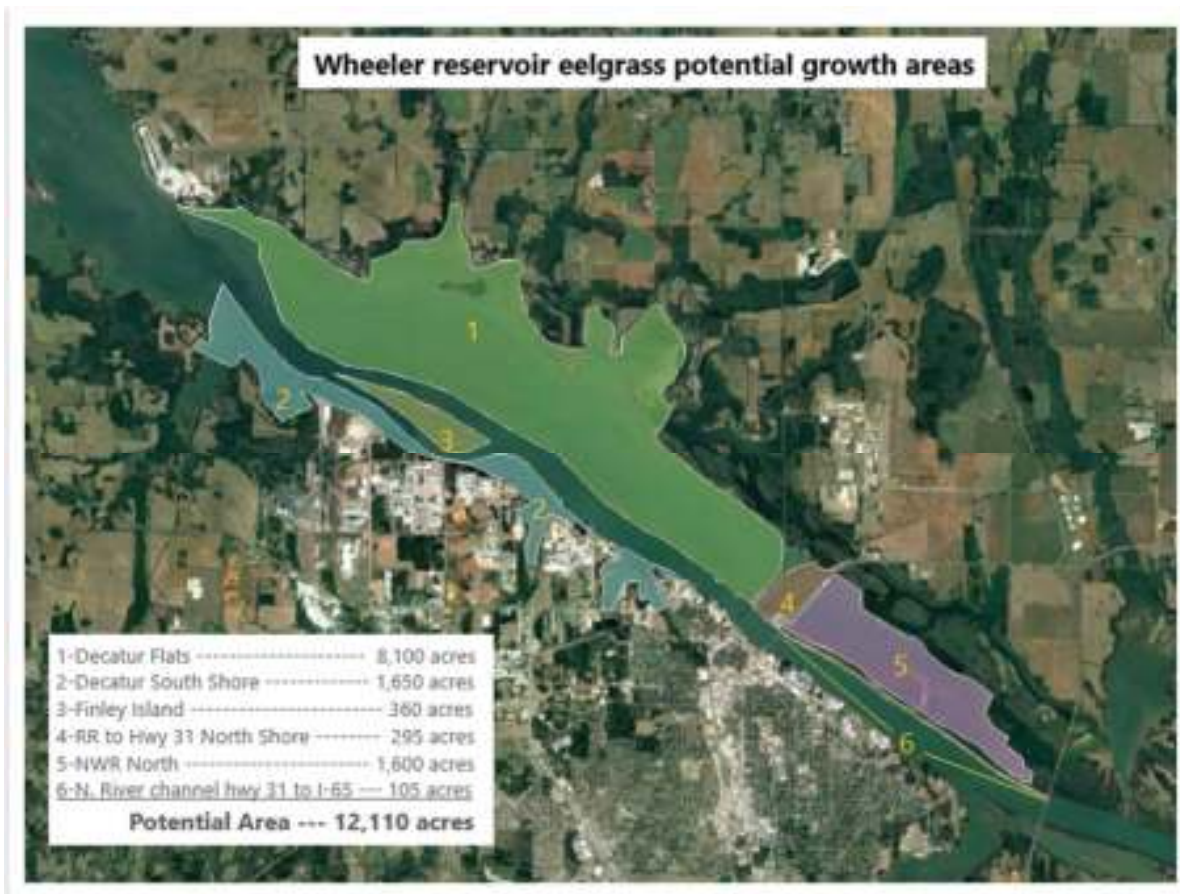 Wheeler reservoir eelgrass potential growth areas
1
2
3
2
4
5
6
1-Decatur Flats ------------------- 8,100 acres
2-Decatur South Shore ------------ 1,650 acres
3-Finley Island -------------------- 360 acres
4-RR to Hwy 31 North Shore -------- 295 acres
5-NWR North --------------------- 1,600 acres
6-N. River channel hwy 31 to I-65 --- 105 acres
Potential Area --- 12,110 acres